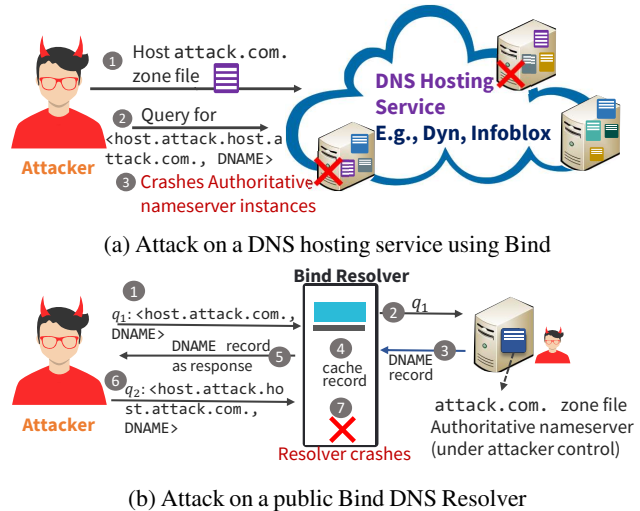 1 Host attack.com.
zone file
2 Query for
<host.attack.host.a
ttack.com., DNAME>
3 Crashes Authoritative
nameserver instances
Attacker
DNS Hosting
Service
E.g., Dyn, Infoblox
(a) Attack on a DNS hosting service using Bind
Bind Resolver
1
q1: <host.attack.com.,
DNAME>
2 q1
DNAME record
as response
5
4
cache
record
3
DNAME
record
6
q2: <host.attack.ho
st.attack.com.,
DNAME>
7
Attacker
Resolver crashes
attack.com. zone file
Authoritative nameserver
(under attacker control)
(b) Attack on a public Bind DNS Resolver